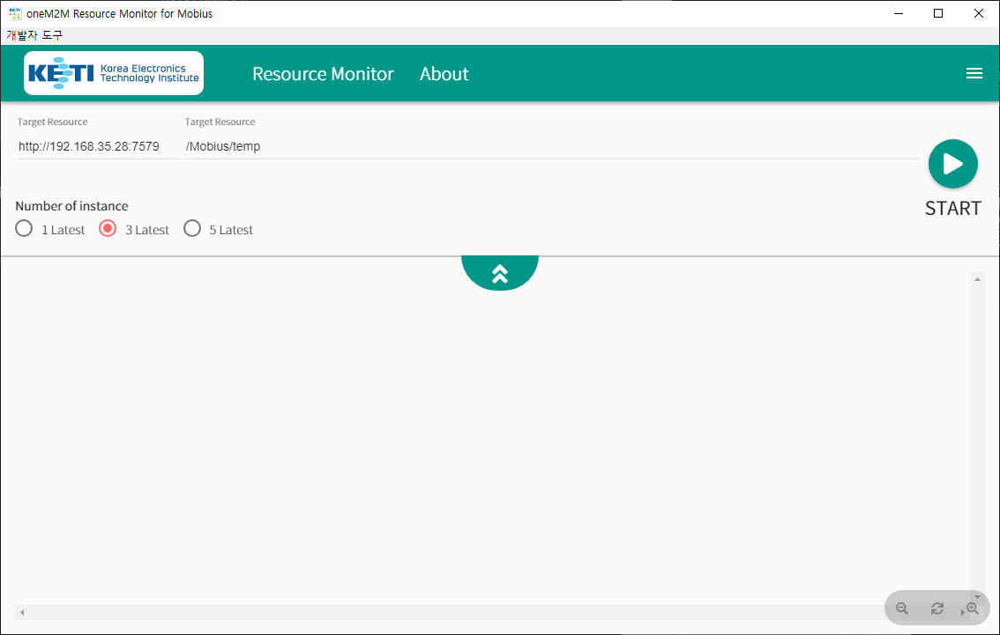 oneM2M Resource Monitor for Mobius
개발자 도구
KETI Korea Electronics
Technology Institute
Resource Monitor About
Target Resource Target Resource
http://192.168.35.28:7579 /Mobius/temp
START
Number of instance
1 Latest 3 Latest 5 Latest